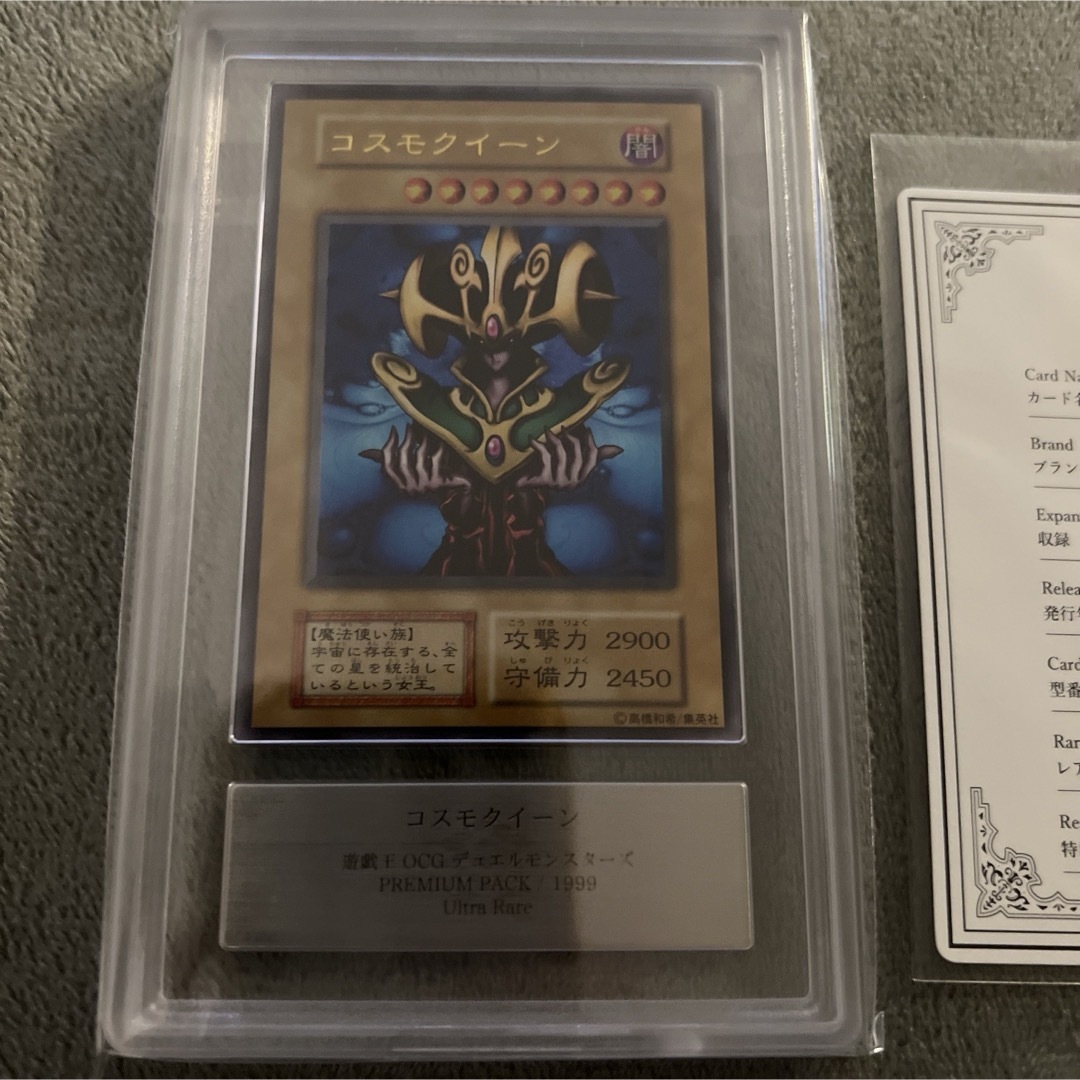 コスモクイーン
闇
【魔法使い族】
宇宙に存在する、全
ての星を統治して
いるという女王。
こうげきりょく
攻撃力 2900
しゅびりょく
守備力 2450
©高橋和希/集英社
コスモクイーン
遊戯王 OCG デュエルモンスターズ
PREMIUM PACK / 1999
Ultra Rare
Card Na
カード名
Brand
ブラン
Expan
収録
Relea
発行年
Card
型番
Rar
レア
Re
特